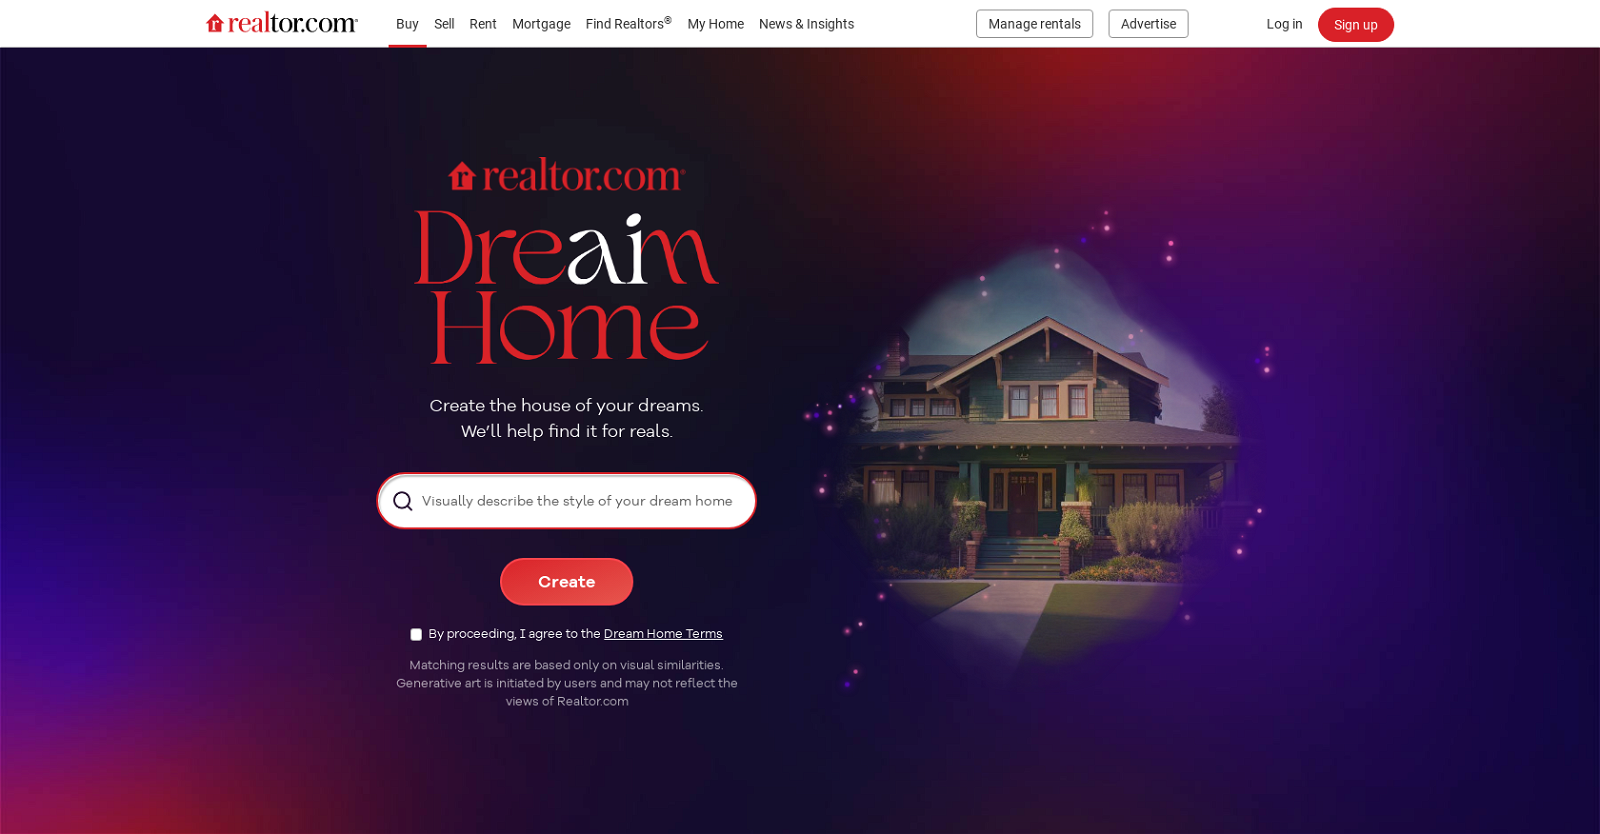 realtor.com®
Buy Sell Rent Mortgage Find Realtors® My Home News & Insights Manage rentals Advertise Log in Sign up
realtor.com®
Dream
Home
Create the house of your dreams.
We’ll help find it for reals.
Visually describe the style of your dream home
Create
By proceeding, I agree to the Dream Home Terms
Matching results are based only on visual similarities.
Generative art is initiated by users and may not reflect the
views of Realtor.com